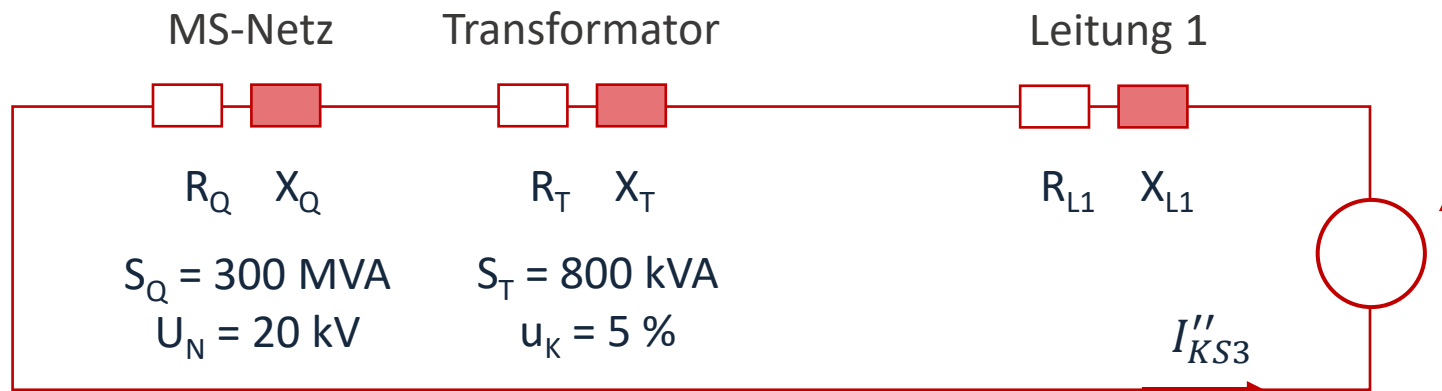 MS-Netz Transformator Leitung 1
R_Q X_Q R_T X_T R_L1 X_L1
S_Q = 300 MVA S_T = 800 kVA
U_N = 20 kV u_K = 5 %
I''_KS3